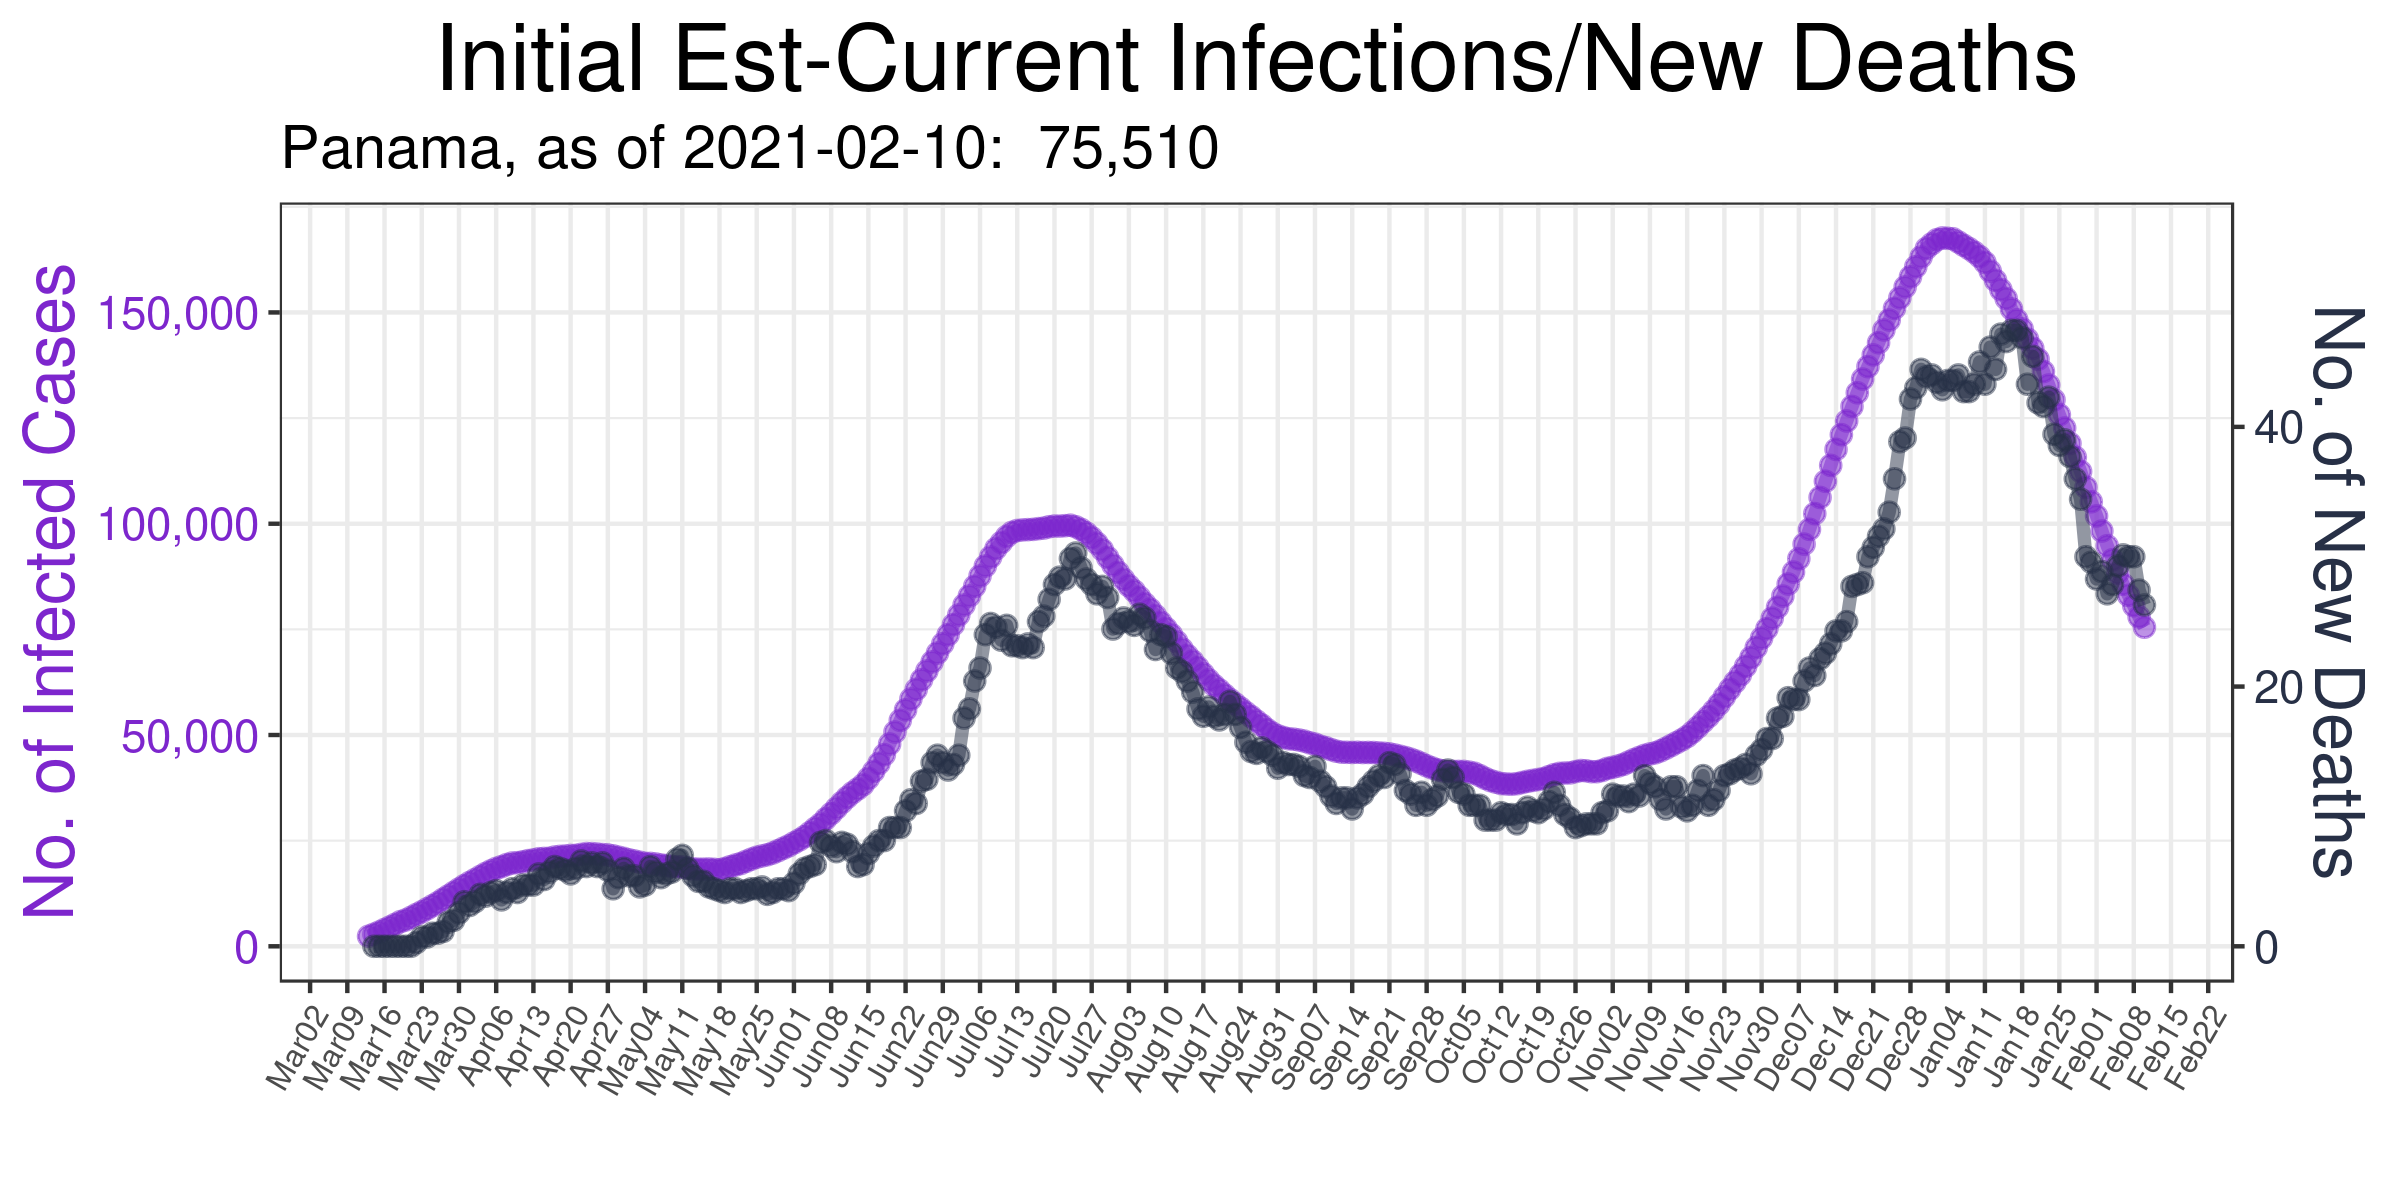 Initial Est-Current Infections/New Deaths
Panama, as of 2021-02-10:  75,510
No. of Infected Cases
150,000
100,000
50,000
0
No. of New Deaths
40
20
0
Mar02
Mar09
Mar16
Mar23
Mar30
Apr06
Apr13
Apr20
Apr27
May04
May11
May18
May25
Jun01
Jun08
Jun15
Jun22
Jun29
Jul06
Jul13
Jul20
Jul27
Aug03
Aug10
Aug17
Aug24
Aug31
Sep07
Sep14
Sep21
Sep28
Oct05
Oct12
Oct19
Oct26
Nov02
Nov09
Nov16
Nov23
Nov30
Dec07
Dec14
Dec21
Dec28
Jan04
Jan11
Jan18
Jan25
Feb01
Feb08
Feb15
Feb22